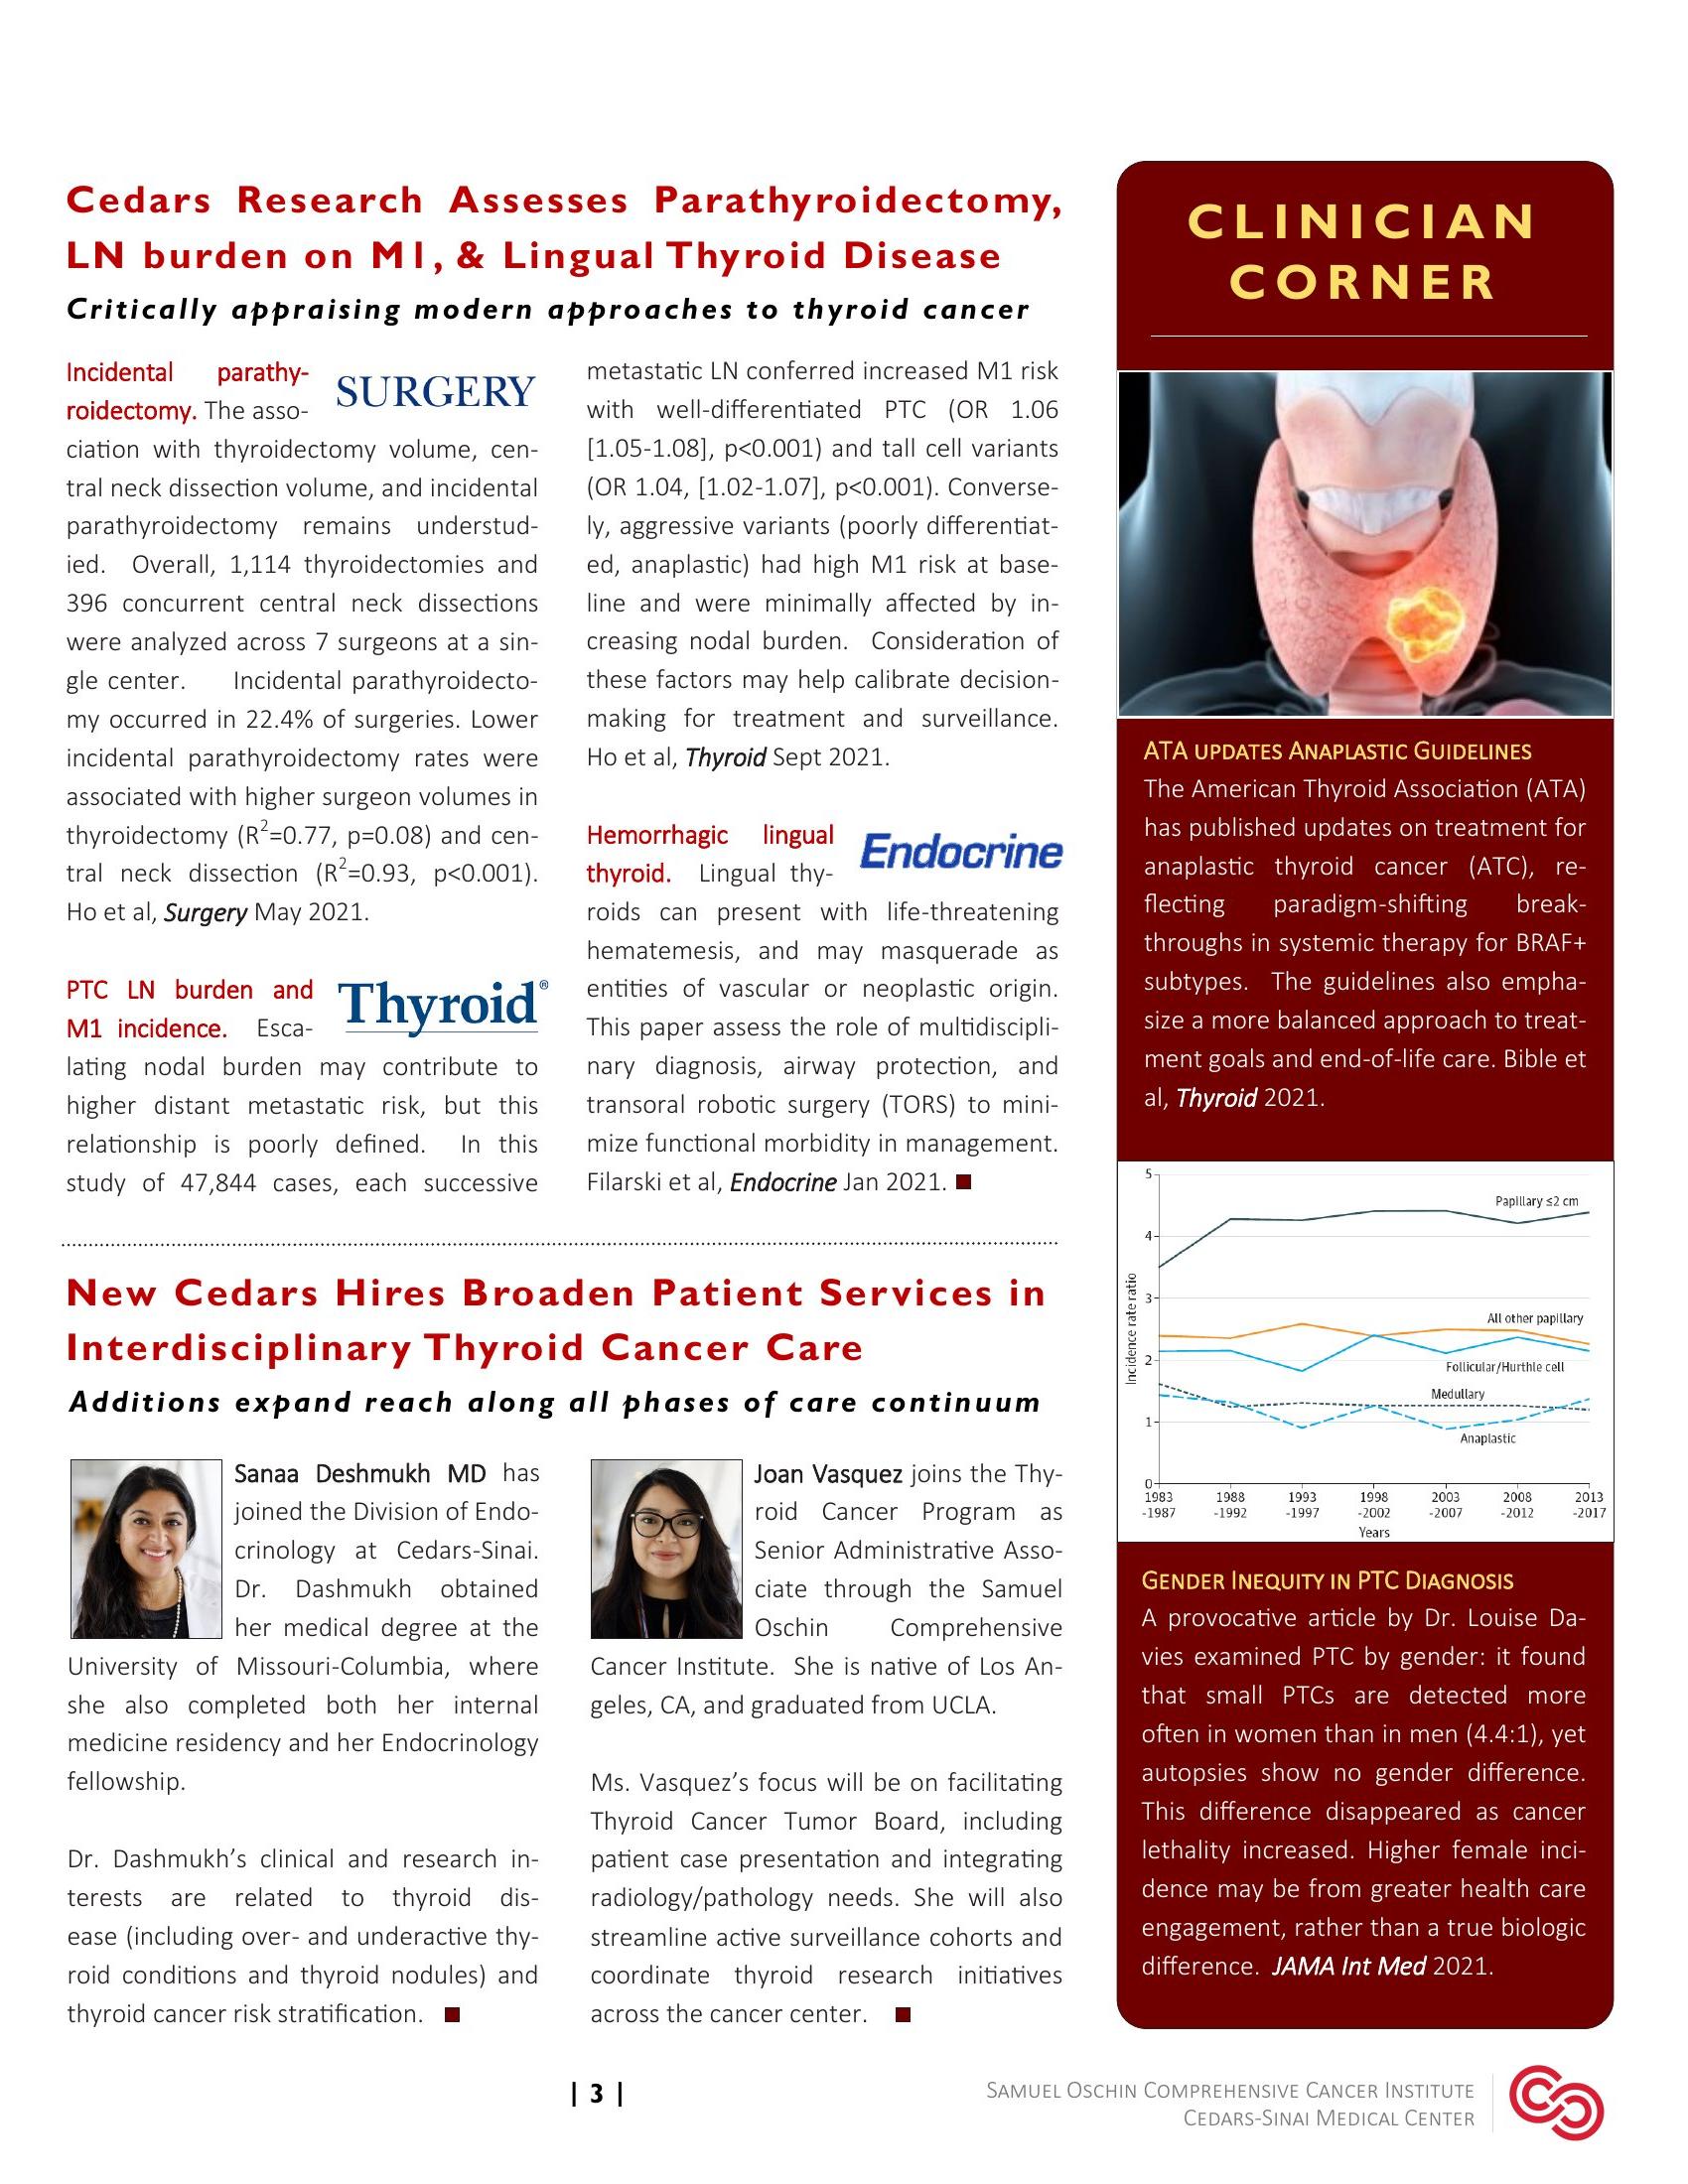 Cedars Research Assesses Parathyroidectomy,
LN burden on M1, & Lingual Thyroid Disease
Critically appraising modern approaches to thyroid cancer
Incidental parathy-
roidectomy. The asso-
SURGERY
ciation with thyroidectomy volume, cen-
tral neck dissection volume, and incidental
parathyroidectomy remains understud-
ied. Overall, 1,114 thyroidectomies and
396 concurrent central neck dissections
were analyzed across 7 surgeons at a sin-
gle center. Incidental parathyroidecto-
my occurred in 22.4% of surgeries. Lower
incidental parathyroidectomy rates were
associated with higher surgeon volumes in
thyroidectomy (R²=0.77, p=0.08) and cen-
tral neck dissection (R²=0.93, p<0.001).
Ho et al, Surgery May 2021.
PTC LN burden and
M1 incidence. Esca-
Thyroid®
lating nodal burden may contribute to
higher distant metastatic risk, but this
relationship is poorly defined. In this
study of 47,844 cases, each successive
metastatic LN conferred increased M1 risk
with well-differentiated PTC (OR 1.06
[1.05-1.08], p<0.001) and tall cell variants
(OR 1.04, [1.02-1.07], p<0.001). Converse-
ly, aggressive variants (poorly differentiat-
ed, anaplastic) had high M1 risk at base-
line and were minimally affected by in-
creasing nodal burden. Consideration of
these factors may help calibrate decision-
making for treatment and surveillance.
Ho et al, Thyroid Sept 2021.
Hemorrhagic lingual
thyroid. Lingual thy-
Endocrine
roids can present with life-threatening
hematemesis, and may masquerade as
entities of vascular or neoplastic origin.
This paper assess the role of multidiscipli-
nary diagnosis, airway protection, and
transoral robotic surgery (TORS) to mini-
mize functional morbidity in management.
Filarski et al, Endocrine Jan 2021.
New Cedars Hires Broaden Patient Services in
Interdisciplinary Thyroid Cancer Care
Additions expand reach along all phases of care continuum
Sanaa Deshmukh MD has
joined the Division of Endo-
crinology at Cedars-Sinai.
Dr. Dashmukh obtained
her medical degree at the
University of Missouri-Columbia, where
she also completed both her internal
medicine residency and her Endocrinology
fellowship.
Dr. Dashmukh's clinical and research in-
terests are related to thyroid dis-
ease (including over- and underactive thy-
roid conditions and thyroid nodules) and
thyroid cancer risk stratification.
Joan Vasquez joins the Thy-
roid Cancer Program as
Senior Administrative Asso-
ciate through the Samuel
Oschin Comprehensive
Cancer Institute. She is native of Los An-
geles, CA, and graduated from UCLA.
Ms. Vasquez's focus will be on facilitating
Thyroid Cancer Tumor Board, including
patient case presentation and integrating
radiology/pathology needs. She will also
streamline active surveillance cohorts and
coordinate thyroid research initiatives
across the cancer center.
CLINICIAN
CORNER
ATA UPDATES ANAPLASTIC GUIDELINES
The American Thyroid Association (ATA)
has published updates on treatment for
anaplastic thyroid cancer (ATC), re-
flecting paradigm-shifting break-
throughs in systemic therapy for BRAF+
subtypes. The guidelines also empha-
size a more balanced approach to treat-
ment goals and end-of-life care. Bible et
al, Thyroid 2021.
Incidence rate ratio
5
4
3
2
1
0
Papillary ≤2 cm
All other papillary
Follicular/Hurthle cell
Medullary
Anaplastic
1983 1988 1993 1998 2003 2008 2013
-1987 -1992 -1997 -2002 -2007 -2012 -2017
Years
GENDER INEQUITY IN PTC DIAGNOSIS
A provocative article by Dr. Louise Da-
vies examined PTC by gender: it found
that small PTCs are detected more
often in women than in men (4.4:1), yet
autopsies show no gender difference.
This difference disappeared as cancer
lethality increased. Higher female inci-
dence may be from greater health care
engagement, rather than a true biologic
difference. JAMA Int Med 2021.
| 3 |
SAMUEL OSCHIN COMPREHENSIVE CANCER INSTITUTE
CEDARS-SINAI MEDICAL CENTER